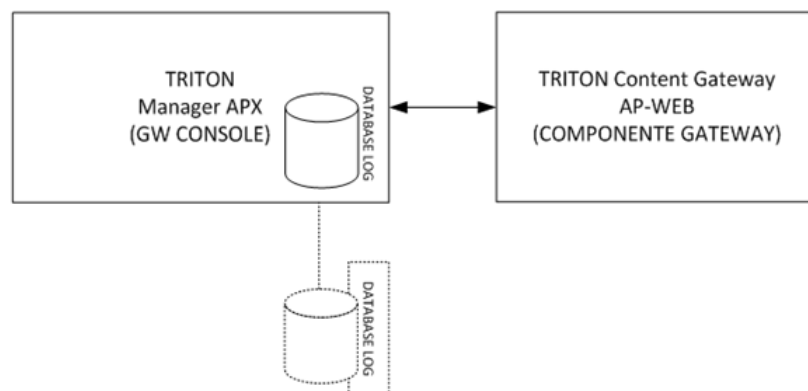 TRITON
Manager APX
(GW CONSOLE)
DATABASE LOG
TRITON Content Gateway
AP-WEB
(COMPONENTE GATEWAY)
DATABASE LOG